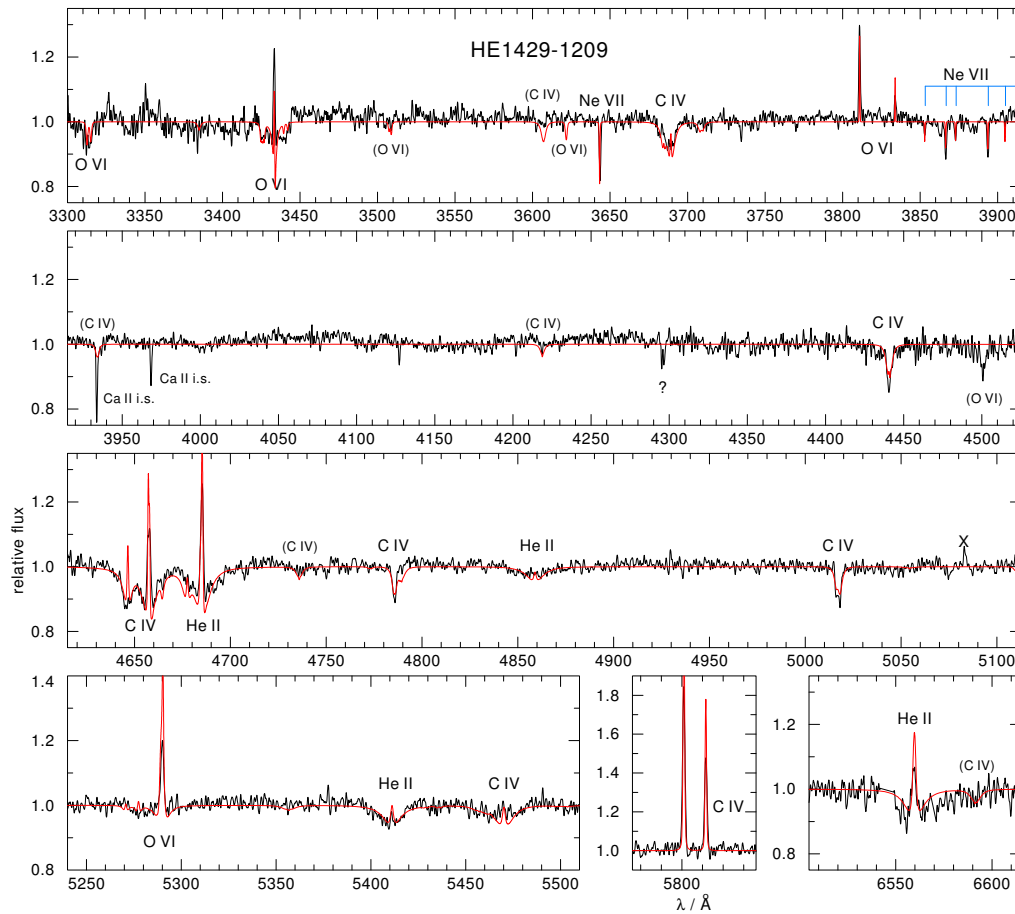 HE1429-1209
1.2
1.0
0.8
O VI
O VI
(O VI)
(C IV)
(O VI)
Ne VII
C IV
O VI
Ne VII
3300 3350 3400 3450 3500 3550 3600 3650 3700 3750 3800 3850 3900
1.2
1.0
0.8
(C IV)
Ca II i.s.
Ca II i.s.
(C IV)
?
C IV
(O VI)
3950 4000 4050 4100 4150 4200 4250 4300 4350 4400 4450 4500
relative flux
1.2
1.0
0.8
C IV
He II
(C IV)
C IV
He II
C IV
X
4650 4700 4750 4800 4850 4900 4950 5000 5050 5100
1.4
1.2
1.0
0.8
O VI
He II
C IV
5250 5300 5350 5400 5450 5500
1.8
1.6
1.4
1.2
1.0
C IV
5800
λ / Å
1.2
1.0
0.8
He II
(C IV)
6550 6600